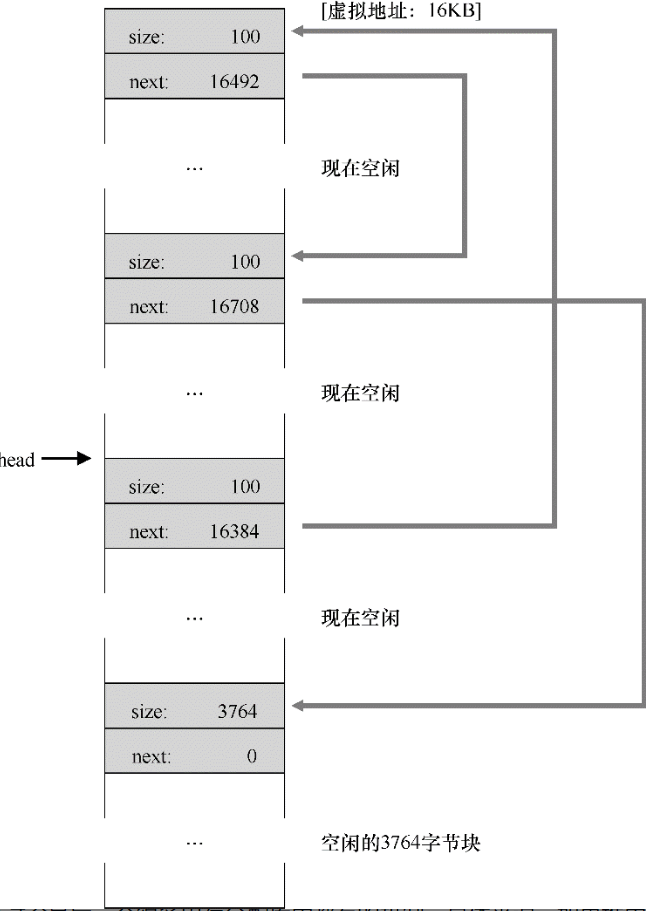 [虚拟地址：16KB]
size: 100
next: 16492
... 现在空闲
size: 100
next: 16708
... 现在空闲
head
size: 100
next: 16384
... 现在空闲
size: 3764
next: 0
... 空闲的3764字节块